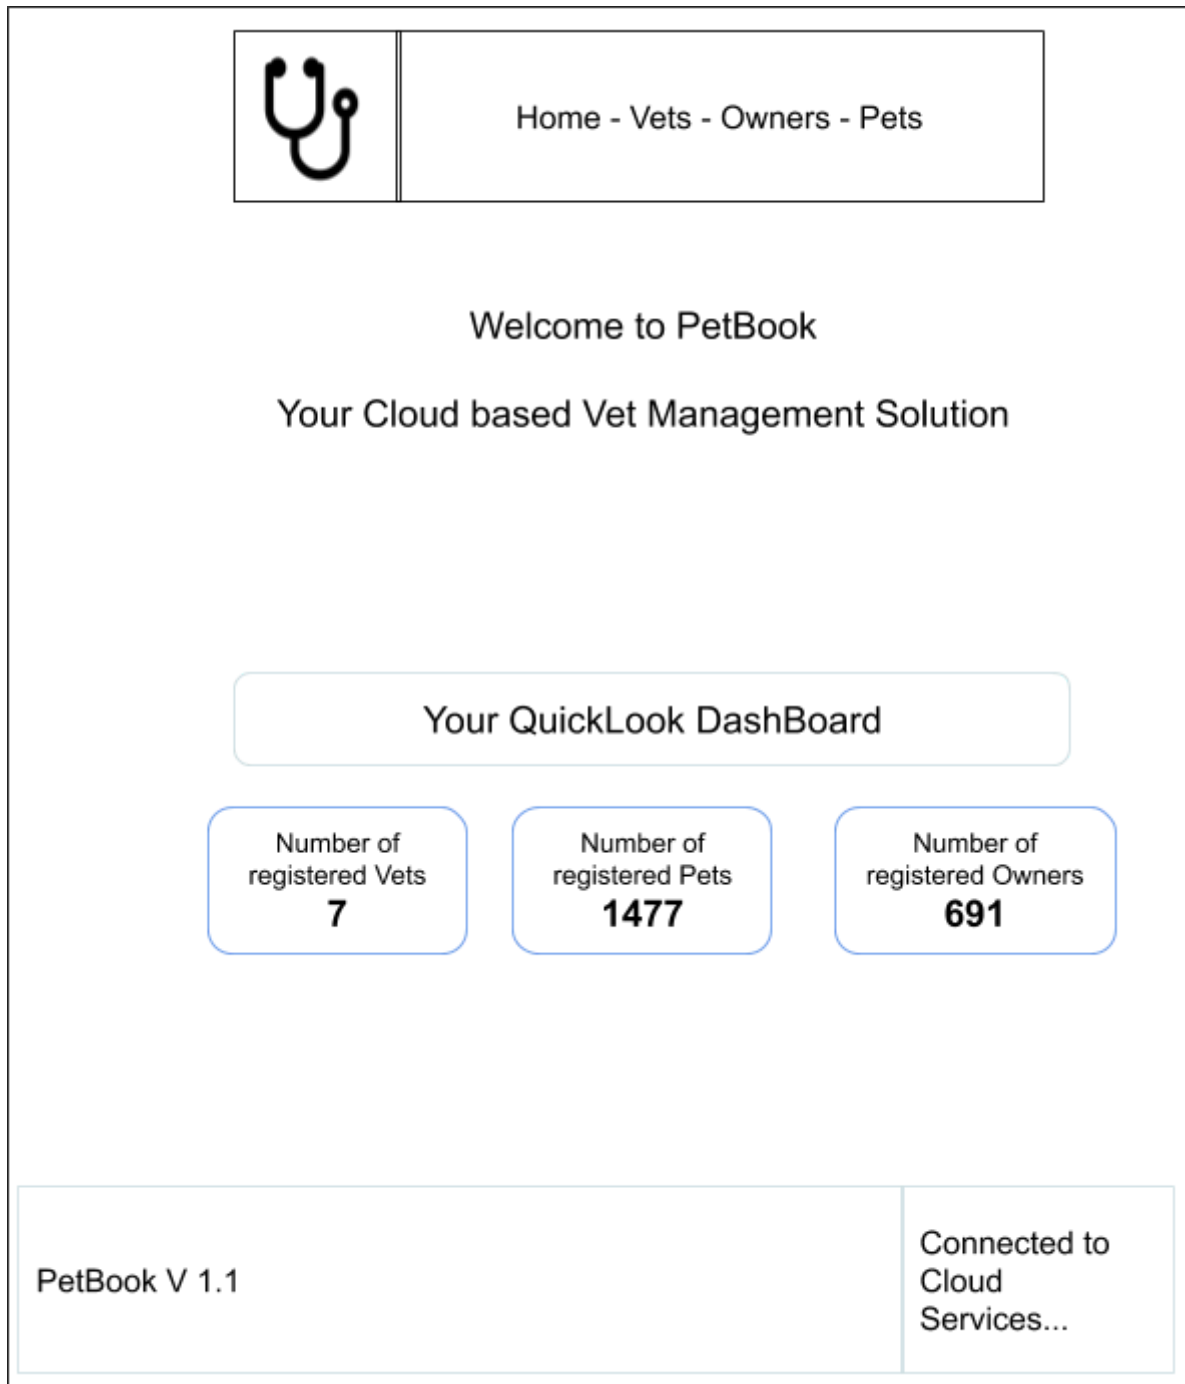 Home - Vets - Owners - Pets
Welcome to PetBook
Your Cloud based Vet Management Solution
Your QuickLook DashBoard
Number of
registered Vets
7
Number of
registered Pets
1477
Number of
registered Owners
691
PetBook V 1.1
Connected to
Cloud
Services...